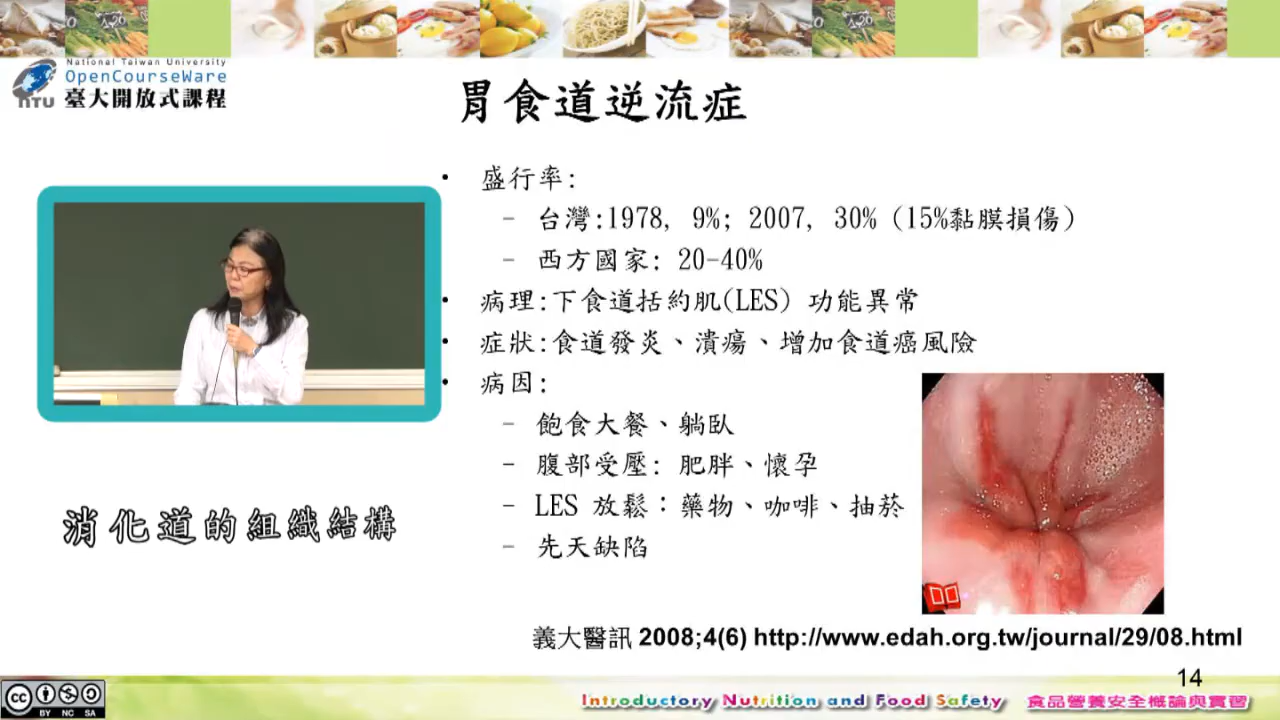 National Taiwan University
OpenCourseWare
NTU 臺大開放式課程
胃食道逆流症
• 盛行率:
– 台灣:1978, 9%; 2007, 30% (15%黏膜損傷)
– 西方國家: 20-40%
• 病理:下食道括約肌(LES) 功能異常
• 症狀:食道發炎、潰瘍、增加食道癌風險
• 病因:
– 飽食大餐、躺臥
– 腹部受壓: 肥胖、懷孕
– LES 放鬆：藥物、咖啡、抽菸
– 先天缺陷
消化道的組織結構
義大醫訊 2008;4(6) http://www.edah.org.tw/journal/29/08.html
14
cc BY NC SA
Introductory Nutrition and Food Safety 食品營養安全概論與實習